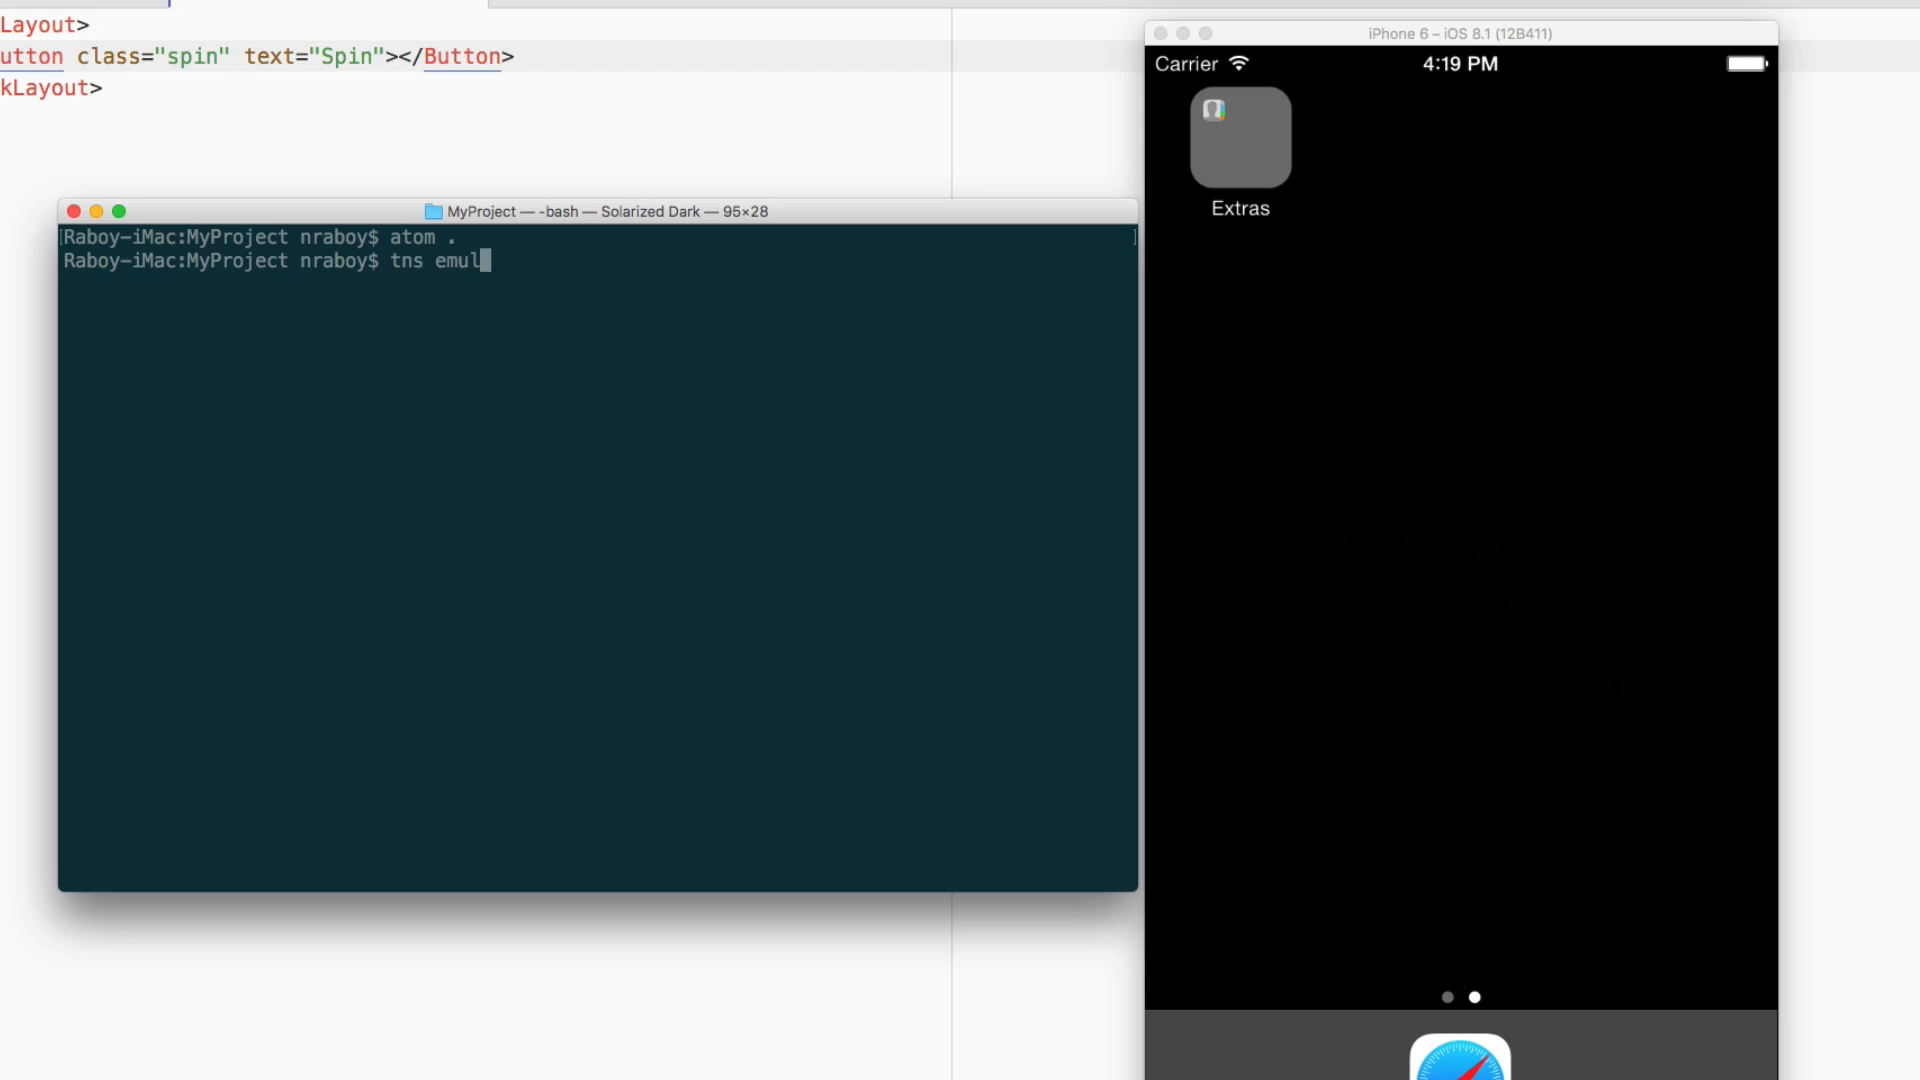 Layout>
utton class="spin" text="Spin"></Button>
kLayout>
MyProject — -bash — Solarized Dark — 95×28
[Raboy-iMac:MyProject nraboy$ atom . ]
Raboy-iMac:MyProject nraboy$ tns emul
iPhone 6 – iOS 8.1 (12B411)
Carrier 4:19 PM
Extras